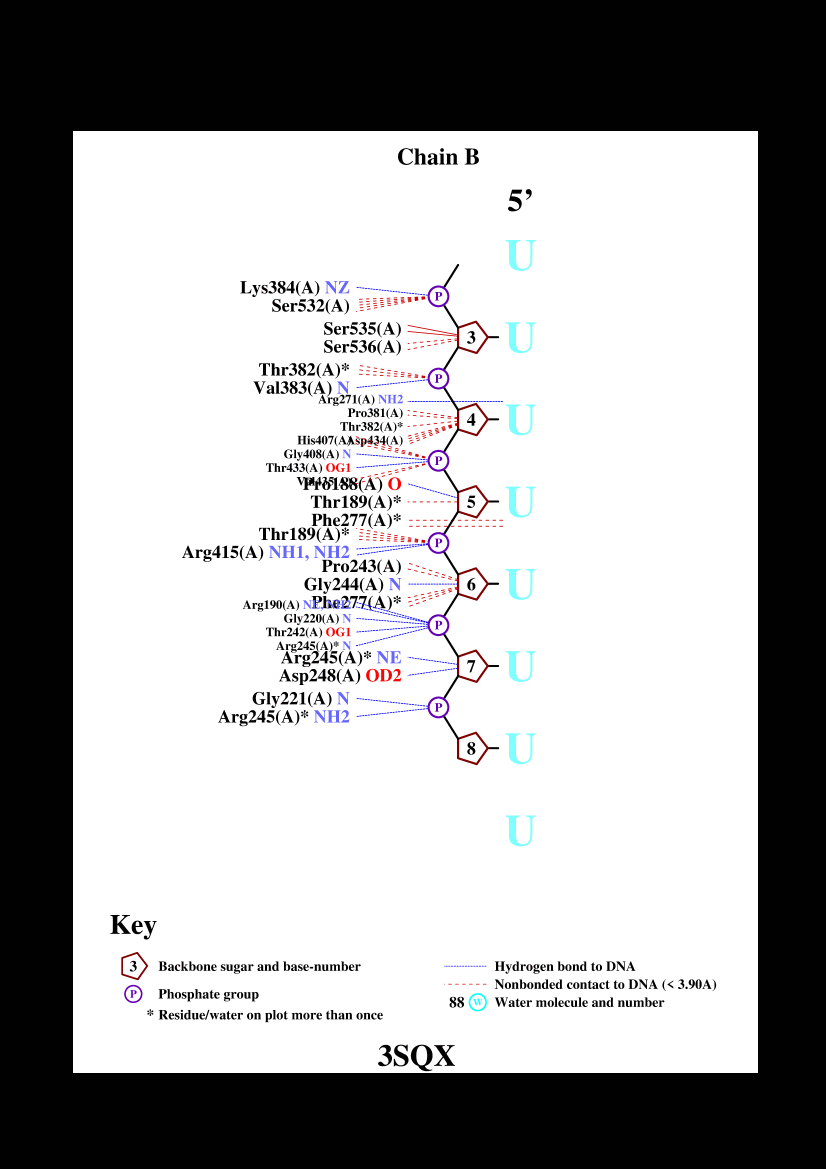 Chain B
5’
U
Lys384(A) NZ
P
Ser532(A)
Ser535(A)
3
U
Ser536(A)
Thr382(A)*
P
Val383(A) N
Arg271(A) NH2
Pro381(A)
4
U
Thr382(A)*
His407(A)
Asp434(A)
Gly408(A) N
P
Thr433(A) OG1
Pro188(A) O
Thr189(A)*
5
U
Phe277(A)*
Thr189(A)*
P
Arg415(A) NH1, NH2
Pro243(A)
Gly244(A) N
6
U
Phe277(A)*
Arg190(A)
Gly220(A) N
P
Thr242(A) OG1
Arg245(A)* N
Arg245(A)* NE
7
U
Asp248(A) OD2
Gly221(A) N
P
Arg245(A)* NH2
8
U
U
Key
3 Backbone sugar and base-number
Hydrogen bond to DNA
Nonbonded contact to DNA (< 3.90A)
P Phosphate group
88 W Water molecule and number
* Residue/water on plot more than once
3SQX